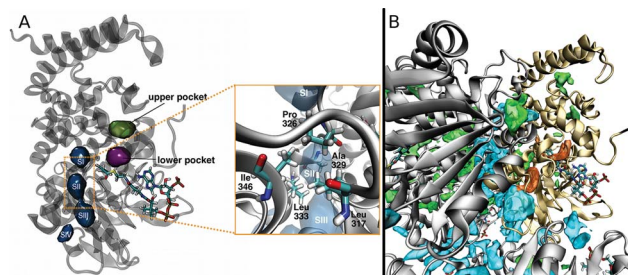 A
upper pocket
lower pocket
SI
SII
SIII
SIV
SI
Pro
326
Ala
329
SII
Ile
346
Leu
333
SIII
Leu
317
B